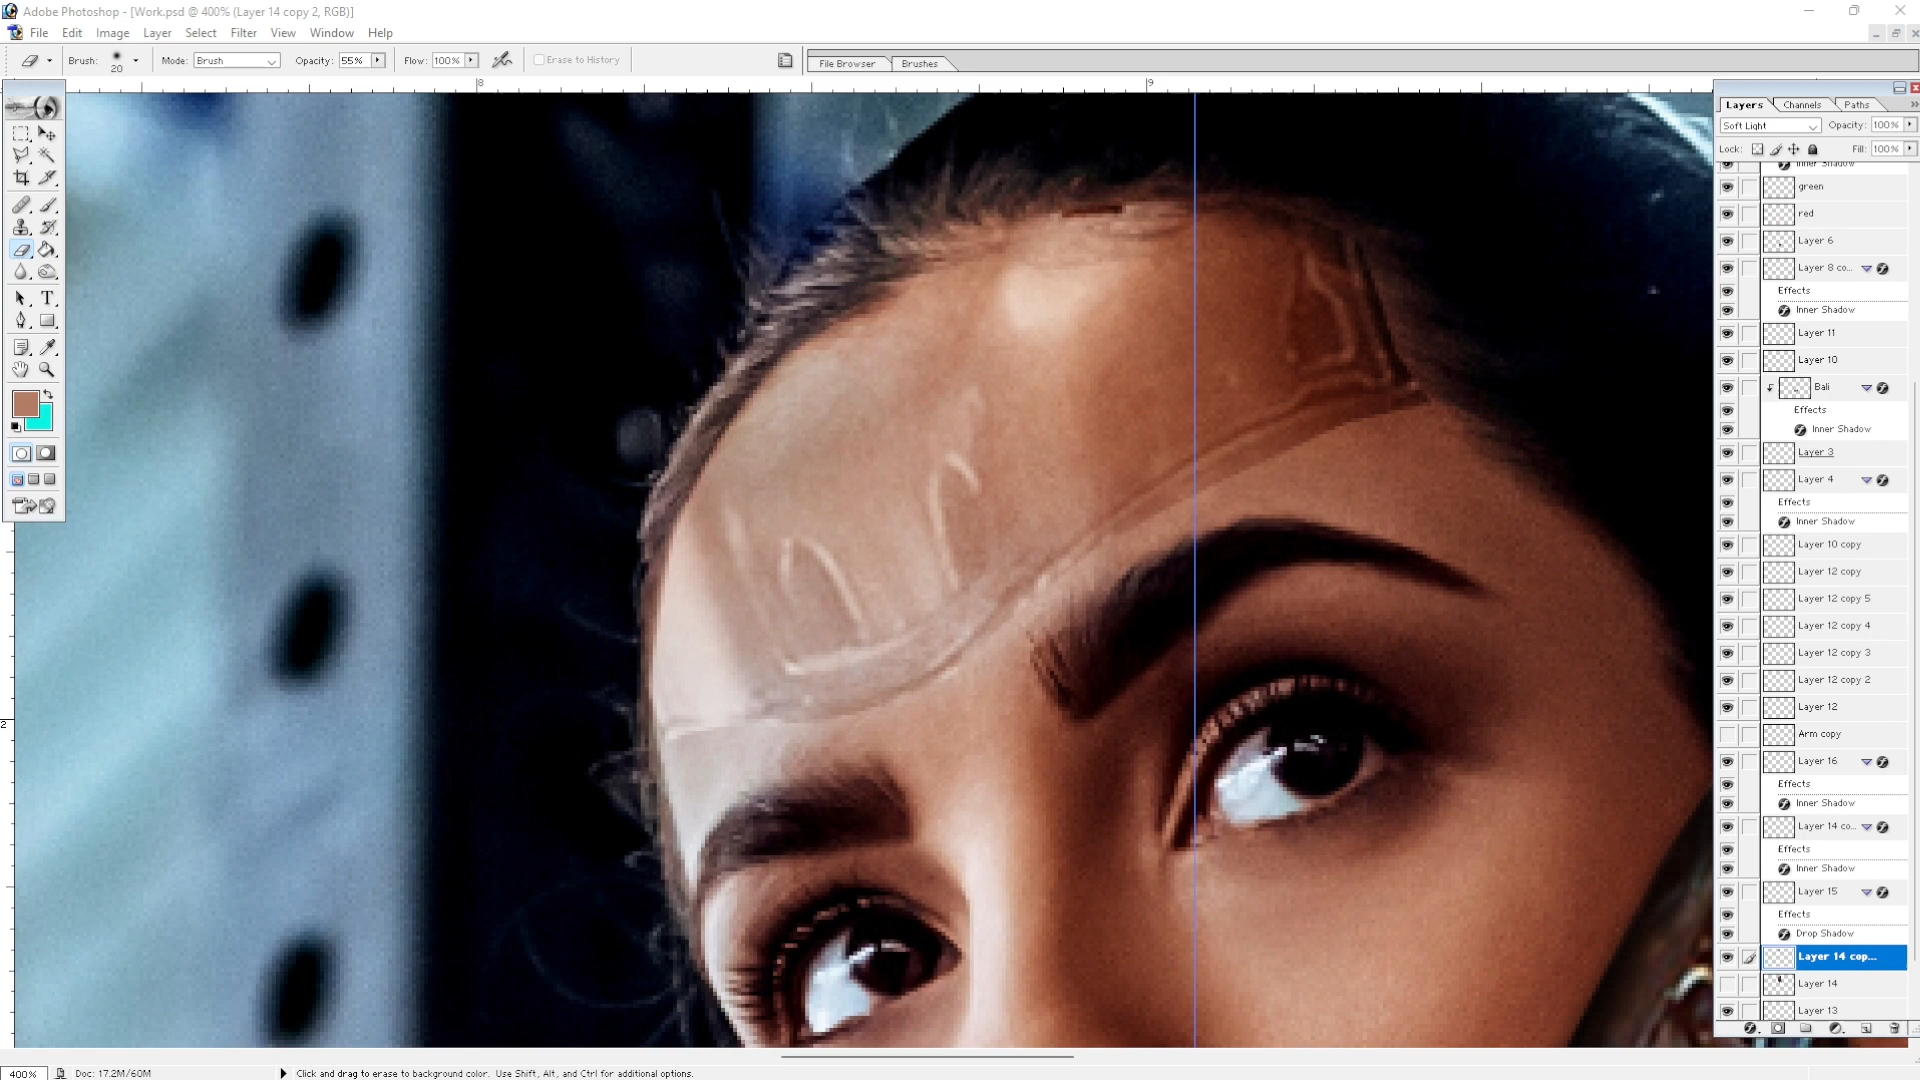 Adobe Photoshop - [Work.psd @ 400% (Layer 14 copy 2, RGB)]
File Edit Image Layer Select Filter View Window Help
Brush: 20 Mode: Brush Opacity: 55% Flow: 100% Erase to History File Browser Brushes
8 9
Layers Channels Paths
Soft Light Opacity: 100%
Lock: Fill: 100%
Inner Shadow
green
red
Layer 6
Layer 8 co...
Effects
Inner Shadow
Layer 11
Layer 10
Bali
Effects
Inner Shadow
Layer 3
Layer 4
Effects
Inner Shadow
Layer 10 copy
Layer 12 copy
Layer 12 copy 5
Layer 12 copy 4
Layer 12 copy 3
Layer 12 copy 2
Layer 12
2
Arm copy
Layer 16
Effects
Inner Shadow
Layer 14 co...
Effects
Inner Shadow
Layer 15
Effects
Drop Shadow
Layer 14 cop...
Layer 14
Layer 13
400% Doc: 17.2M/60M Click and drag to erase to background color. Use Shift, Alt, and Ctrl for additional options.